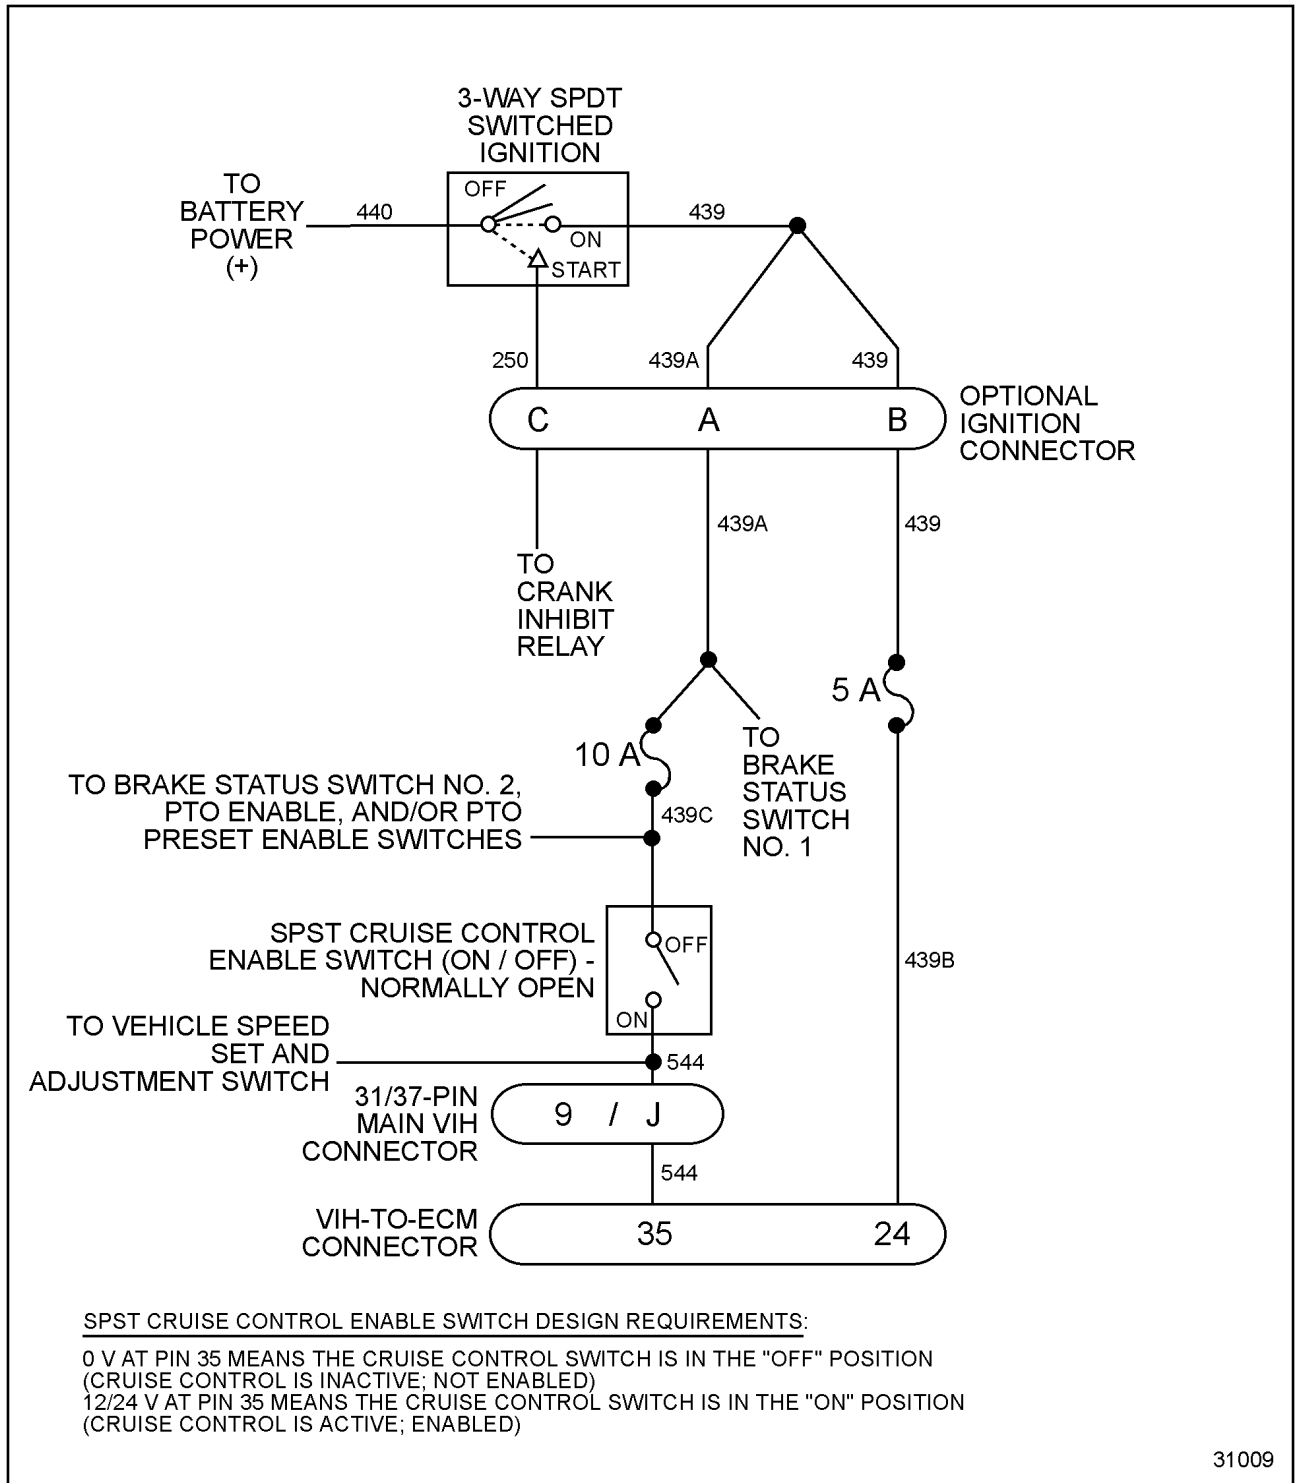 3-WAY SPDT
SWITCHED
IGNITION
OFF
ON
START
TO
BATTERY
POWER
(+)
440
439
250
439A
439
C
A
B
OPTIONAL
IGNITION
CONNECTOR
439A
439
TO
CRANK
INHIBIT
RELAY
5 A
10 A
TO
BRAKE
STATUS
SWITCH
NO. 1
TO BRAKE STATUS SWITCH NO. 2,
PTO ENABLE, AND/OR PTO
PRESET ENABLE SWITCHES
439C
SPST CRUISE CONTROL
ENABLE SWITCH (ON / OFF) -
NORMALLY OPEN
OFF
ON
439B
TO VEHICLE SPEED
SET AND
ADJUSTMENT SWITCH
544
31/37-PIN
MAIN VIH
CONNECTOR
9 / J
544
VIH-TO-ECM
CONNECTOR
35
24
SPST CRUISE CONTROL ENABLE SWITCH DESIGN REQUIREMENTS:
0 V AT PIN 35 MEANS THE CRUISE CONTROL SWITCH IS IN THE "OFF" POSITION
(CRUISE CONTROL IS INACTIVE; NOT ENABLED)
12/24 V AT PIN 35 MEANS THE CRUISE CONTROL SWITCH IS IN THE "ON" POSITION
(CRUISE CONTROL IS ACTIVE; ENABLED)
31009